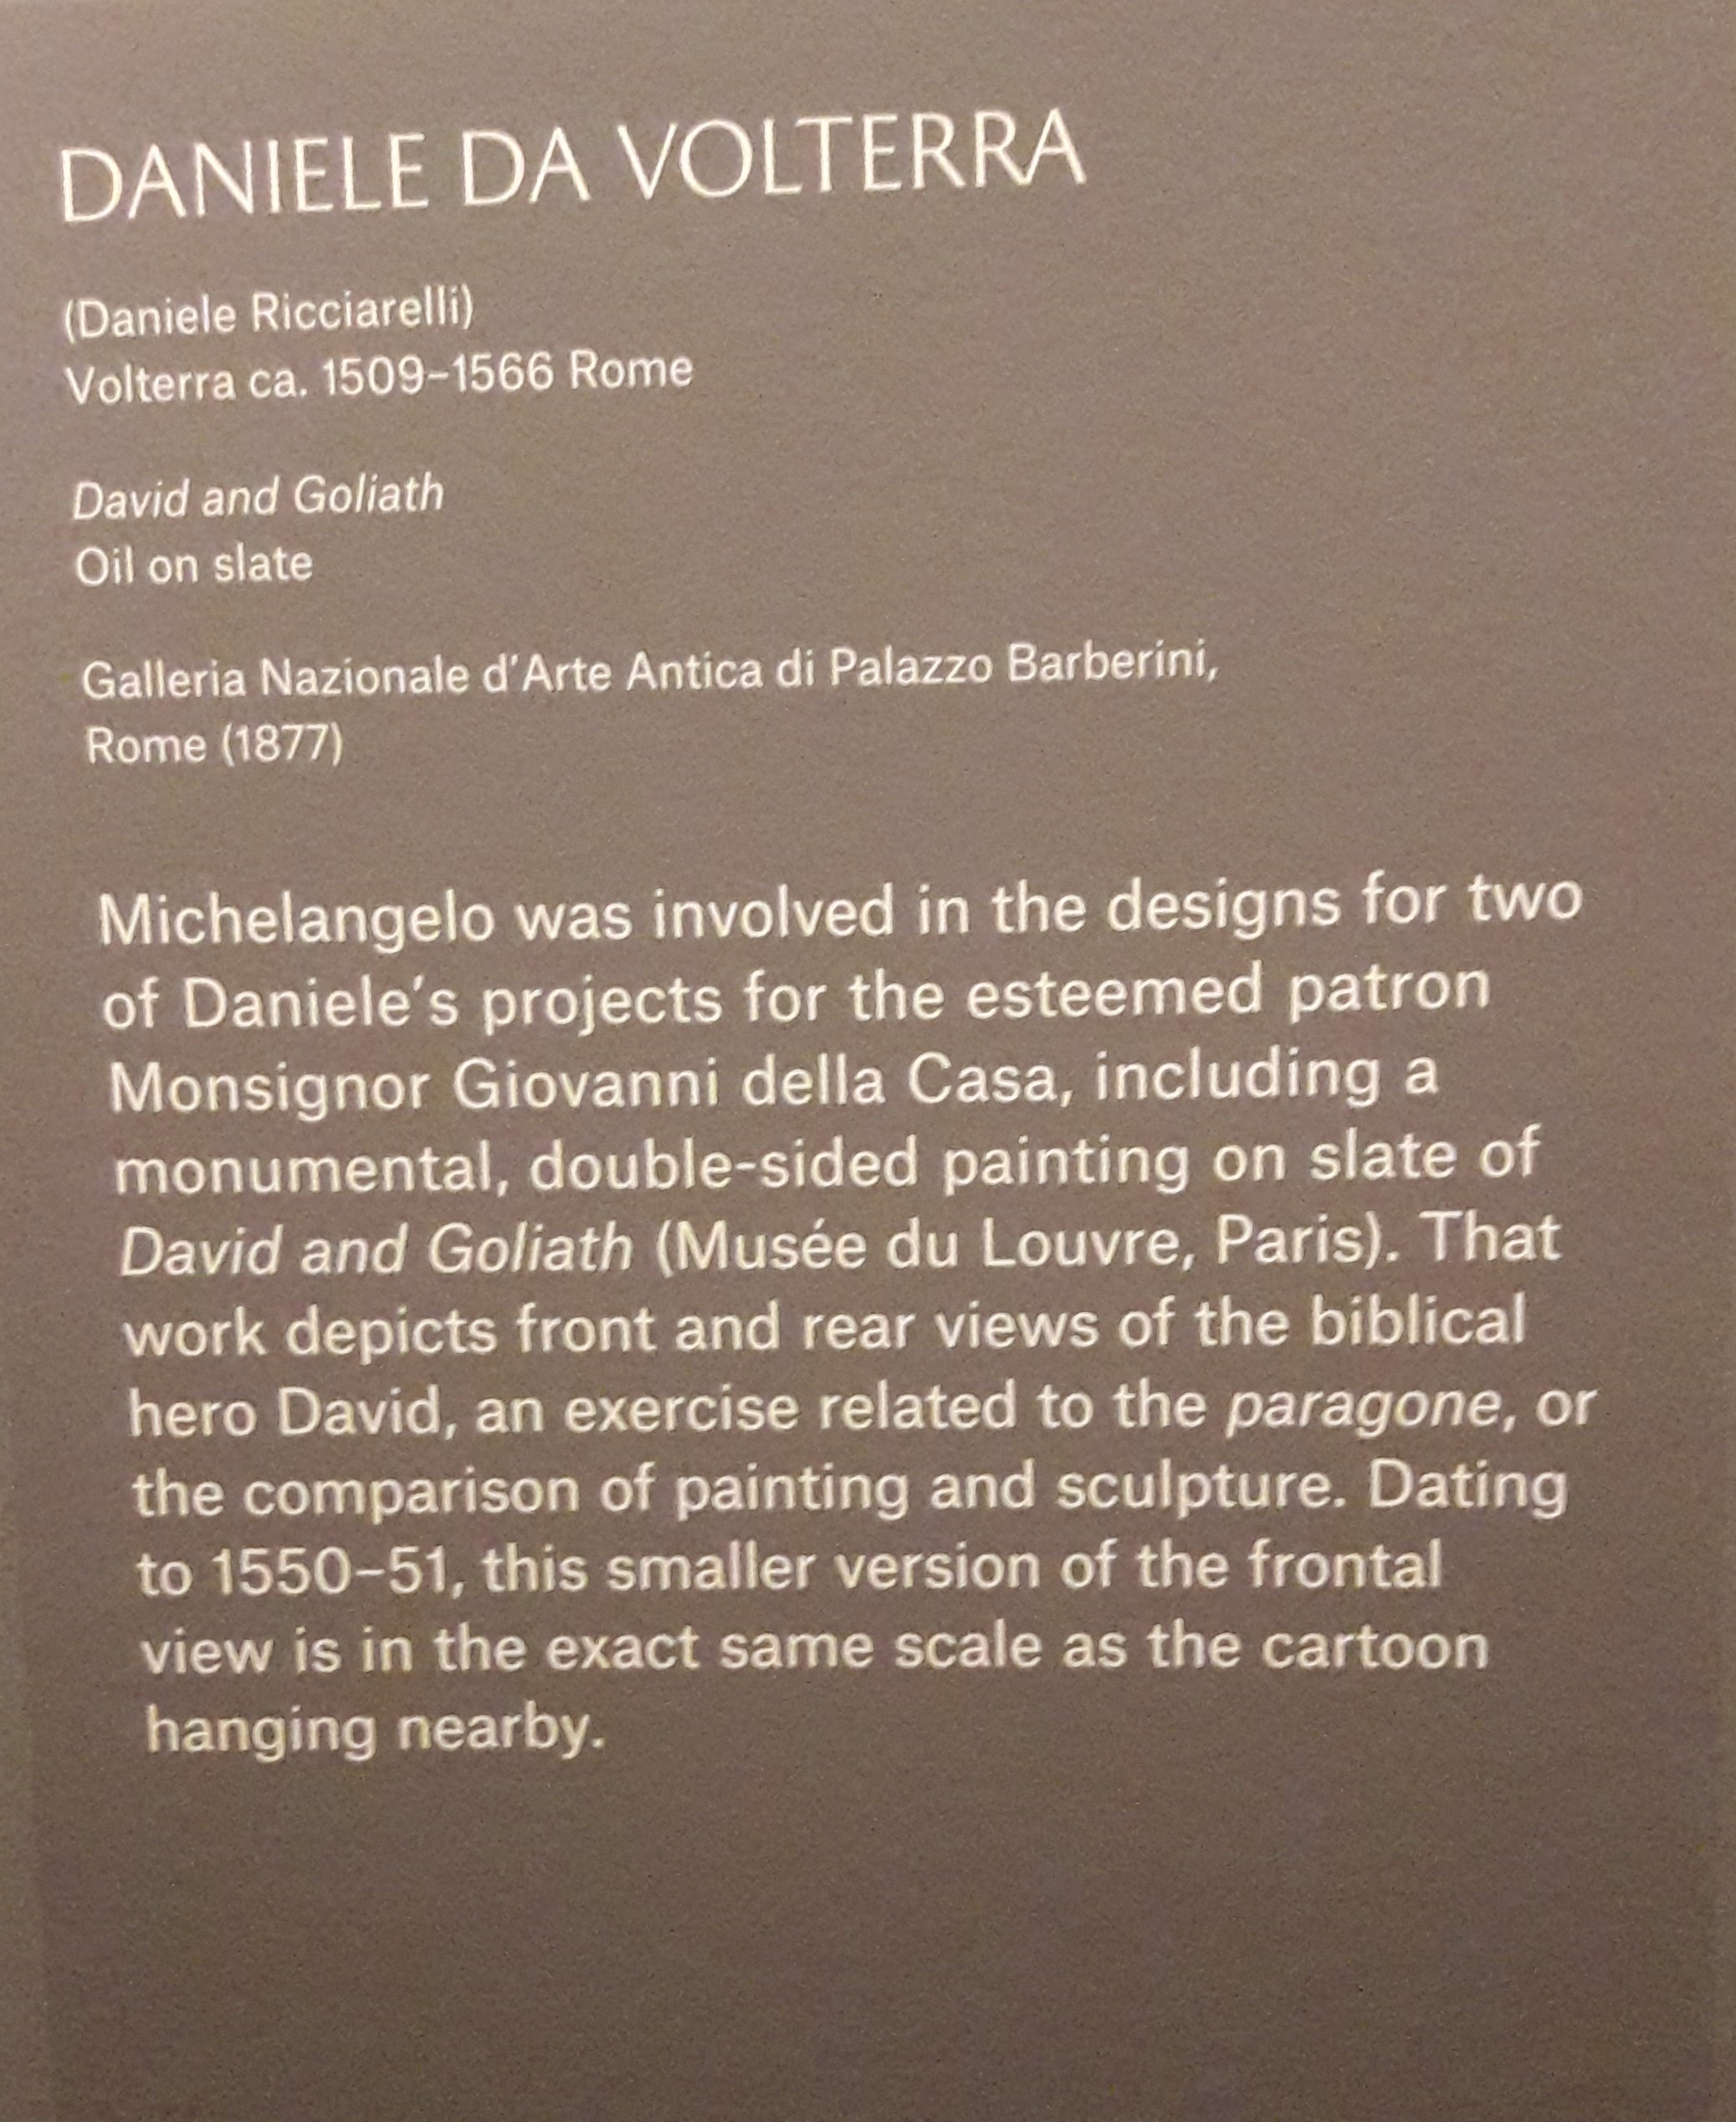 DANIELE DA VOLTERRA
(Daniele Ricciarelli)
Volterra ca. 1509–1566 Rome
David and Goliath
Oil on slate
Galleria Nazionale d'Arte Antica di Palazzo Barberini,
Rome (1877)
Michelangelo was involved in the designs for two
of Daniele's projects for the esteemed patron
Monsignor Giovanni della Casa, including a
monumental, double-sided painting on slate of
David and Goliath (Musée du Louvre, Paris). That
work depicts front and rear views of the biblical
hero David, an exercise related to the paragone, or
the comparison of painting and sculpture. Dating
to 1550–51, this smaller version of the frontal
view is in the exact same scale as the cartoon
hanging nearby.